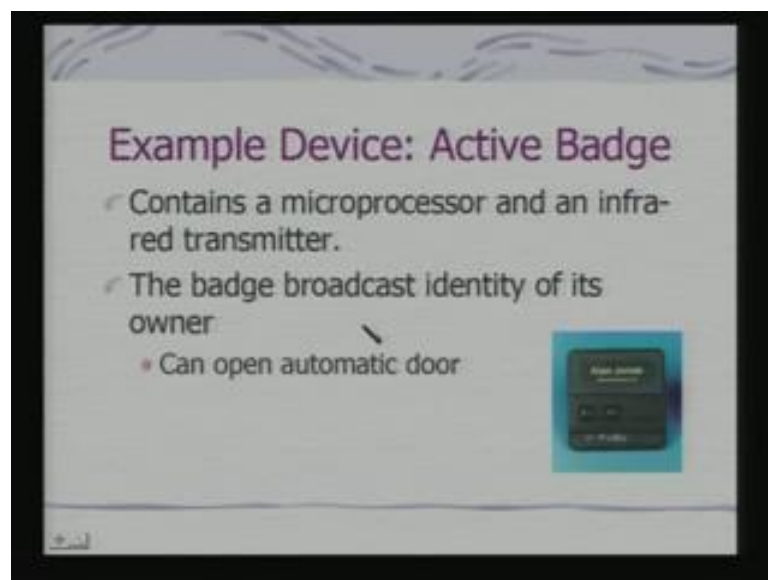 Example Device: Active Badge
Contains a microprocessor and an infra-
red transmitter.
The badge broadcast identity of its
owner
Can open automatic door